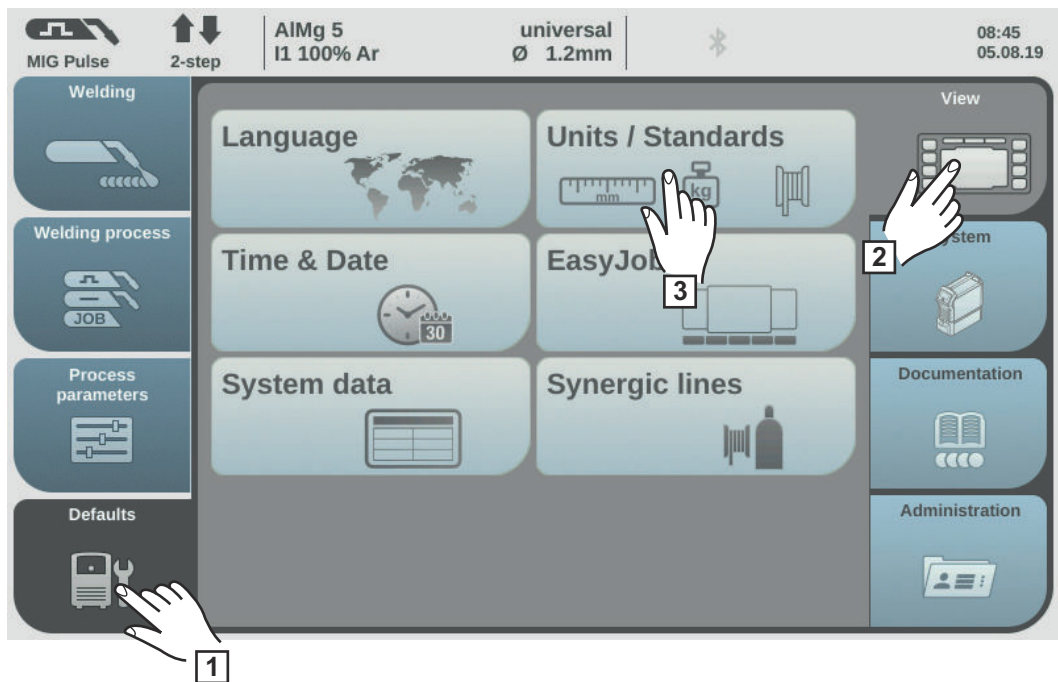 MIG Pulse
2-step
AlMg 5
I1 100% Ar
universal
Ø 1.2mm
08:45
05.08.19
Welding
Welding process
JOB
Process
parameters
Defaults
Language
Units / Standards
mm
kg
Time & Date
30
EasyJob
System data
Synergic lines
View
Documentation
Administration
1
2
3